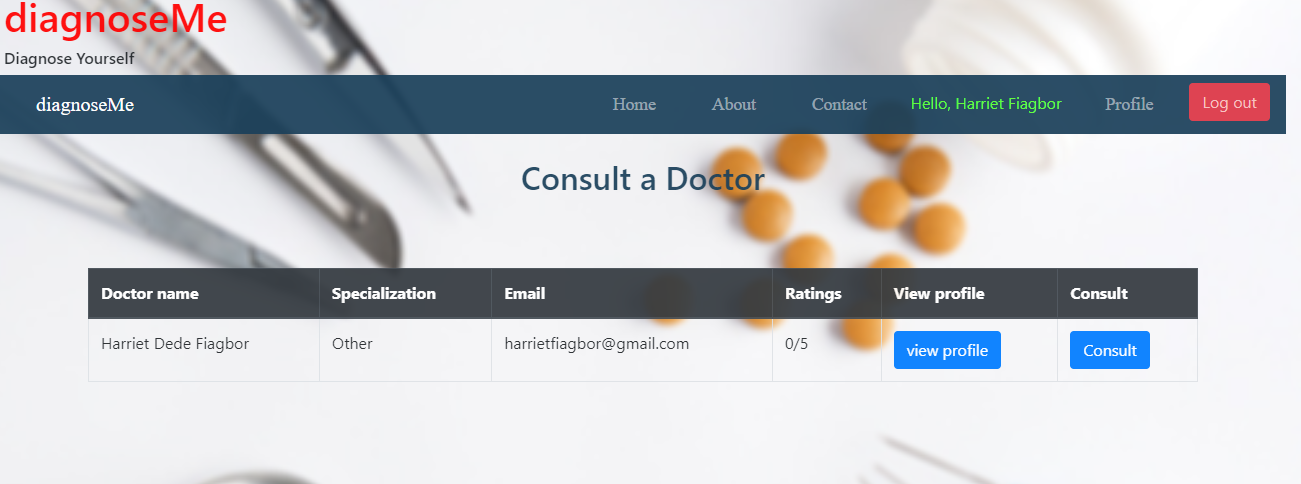 diagnoseMe
Diagnose Yourself
diagnoseMe Home About Contact Hello, Harriet Fiagbor Profile Log out
Consult a Doctor
Doctor name Specialization Email Ratings View profile Consult
Harriet Dede Fiagbor Other harrietfiagbor@gmail.com 0/5 view profile Consult